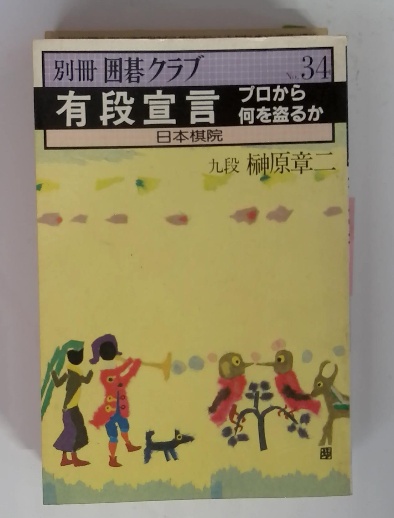 別冊 囲碁クラブ No.34
有段宣言
プロから
何を盗るか
日本棋院
九段 榊原章二